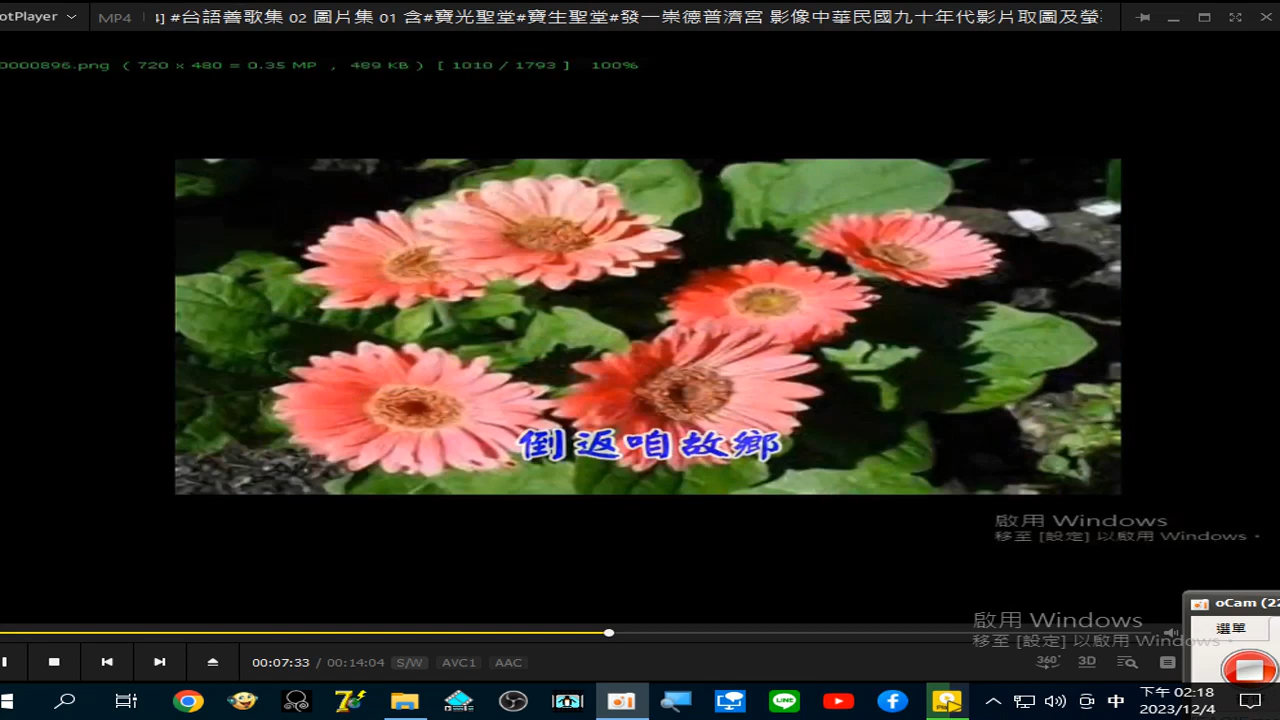 otPlayer MP4 1] #台語善歌集 02 圖片集 01 含#寶光聖堂#寶生聖堂#發一崇德普濟宮 影像中華民國九十年代影片取圖及螢
0000896.png ( 720 x 480 = 0.35 MP , 489 KB ) [ 1010 / 1793 ] 100%
倒返咱故鄉
啟用 Windows
移至 [設定] 以啟用 Windows。
oCam (22
啟用 Windows
移至 [設定] 以啟用 Windows。
選單
00:07:33 / 00:14:04 S/W AVC1 AAC
360° 3D
LINE
中
下午 02:18
2023/12/4